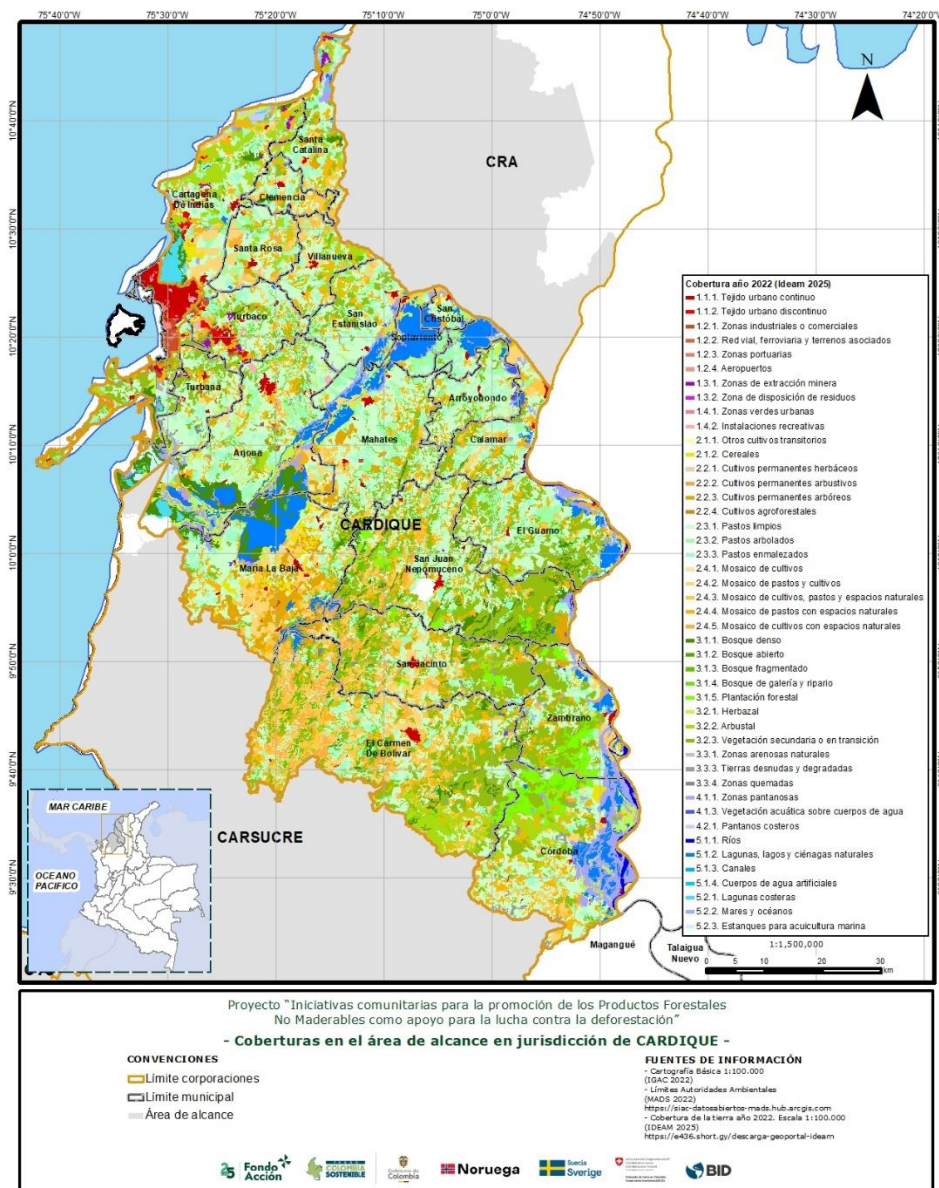 75°40'0"W
75°30'0"W
75°20'0"W
75°10'0"W
75°0'0"W
74°50'0"W
74°40'0"W
74°30'0"W
74°20'0"W
N
10°40'0"N
10°30'0"N
10°20'0"N
10°10'0"N
10°0'0"N
9°50'0"N
9°40'0"N
9°30'0"N
Santa
Catalina
CRA
Cartagena
De Indias
Clemencia
Santa Rosa
Villanueva
San
Estanislao
San
Cristóbal
Soplaviento
Turbaco
Turbana
Arroyohondo
Mahates
Calamar
Arjona
CARDIQUE
El Guamo
San Juan
Nepomuceno
María La Baja
San Jacinto
Zambrano
El Carmen
De Bolívar
CARSUCRE
Córdoba
Magangué
Talaigua
Nuevo
MAR CARIBE
OCEANO
PACIFICO
Cobertura año 2022 (Ideam 2025)
1.1.1. Tejido urbano continuo
1.1.2. Tejido urbano discontinuo
1.2.1. Zonas industriales o comerciales
1.2.2. Red vial, ferroviaria y terrenos asociados
1.2.3. Zonas portuarias
1.2.4. Aeropuertos
1.3.1. Zonas de extracción minera
1.3.2. Zona de disposición de residuos
1.4.1. Zonas verdes urbanas
1.4.2. Instalaciones recreativas
2.1.1. Otros cultivos transitorios
2.1.2. Cereales
2.2.1. Cultivos permanentes herbáceos
2.2.2. Cultivos permanentes arbustivos
2.2.3. Cultivos permanentes arbóreos
2.2.4. Cultivos agroforestales
2.3.1. Pastos limpios
2.3.2. Pastos arbolados
2.3.3. Pastos enmalezados
2.4.1. Mosaico de cultivos
2.4.2. Mosaico de pastos y cultivos
2.4.3. Mosaico de cultivos, pastos y espacios naturales
2.4.4. Mosaico de pastos con espacios naturales
2.4.5. Mosaico de cultivos con espacios naturales
3.1.1. Bosque denso
3.1.2. Bosque abierto
3.1.3. Bosque fragmentado
3.1.4. Bosque de galería y ripario
3.1.5. Plantación forestal
3.2.1. Herbazal
3.2.2. Arbustal
3.2.3. Vegetación secundaria o en transición
3.3.1. Zonas arenosas naturales
3.3.3. Tierras desnudas y degradadas
3.3.4. Zonas quemadas
4.1.1. Zonas pantanosas
4.1.3. Vegetación acuática sobre cuerpos de agua
4.2.1. Pantanos costeros
5.1.1. Ríos
5.1.2. Lagunas, lagos y ciénagas naturales
5.1.3. Canales
5.1.4. Cuerpos de agua artificiales
5.2.1. Lagunas costeras
5.2.2. Mares y océanos
5.2.3. Estanques para acuicultura marina
1:1,500,000
0 5 10 20 30
km
Proyecto "Iniciativas comunitarias para la promoción de los Productos Forestales
No Maderables como apoyo para la lucha contra la deforestación"
- Coberturas en el área de alcance en jurisdicción de CARDIQUE -
CONVENCIONES
Límite corporaciones
Límite municipal
Área de alcance
FUENTES DE INFORMACIÓN
- Cartografía Básica 1:100.000
(IGAC 2022)
- Límites Autoridades Ambientales
(MADS 2022)
https://siac-datosabiertos-mads.hub.arcgis.com
- Cobertura de la tierra año 2022. Escala 1:100.000
(IDEAM 2025)
https://e436.short.gy/descarga-geoportal-ideam
25 Fondo Acción
COLOMBIA SOSTENIBLE
Gobierno de Colombia
Noruega
Suecia
Sverige
BID